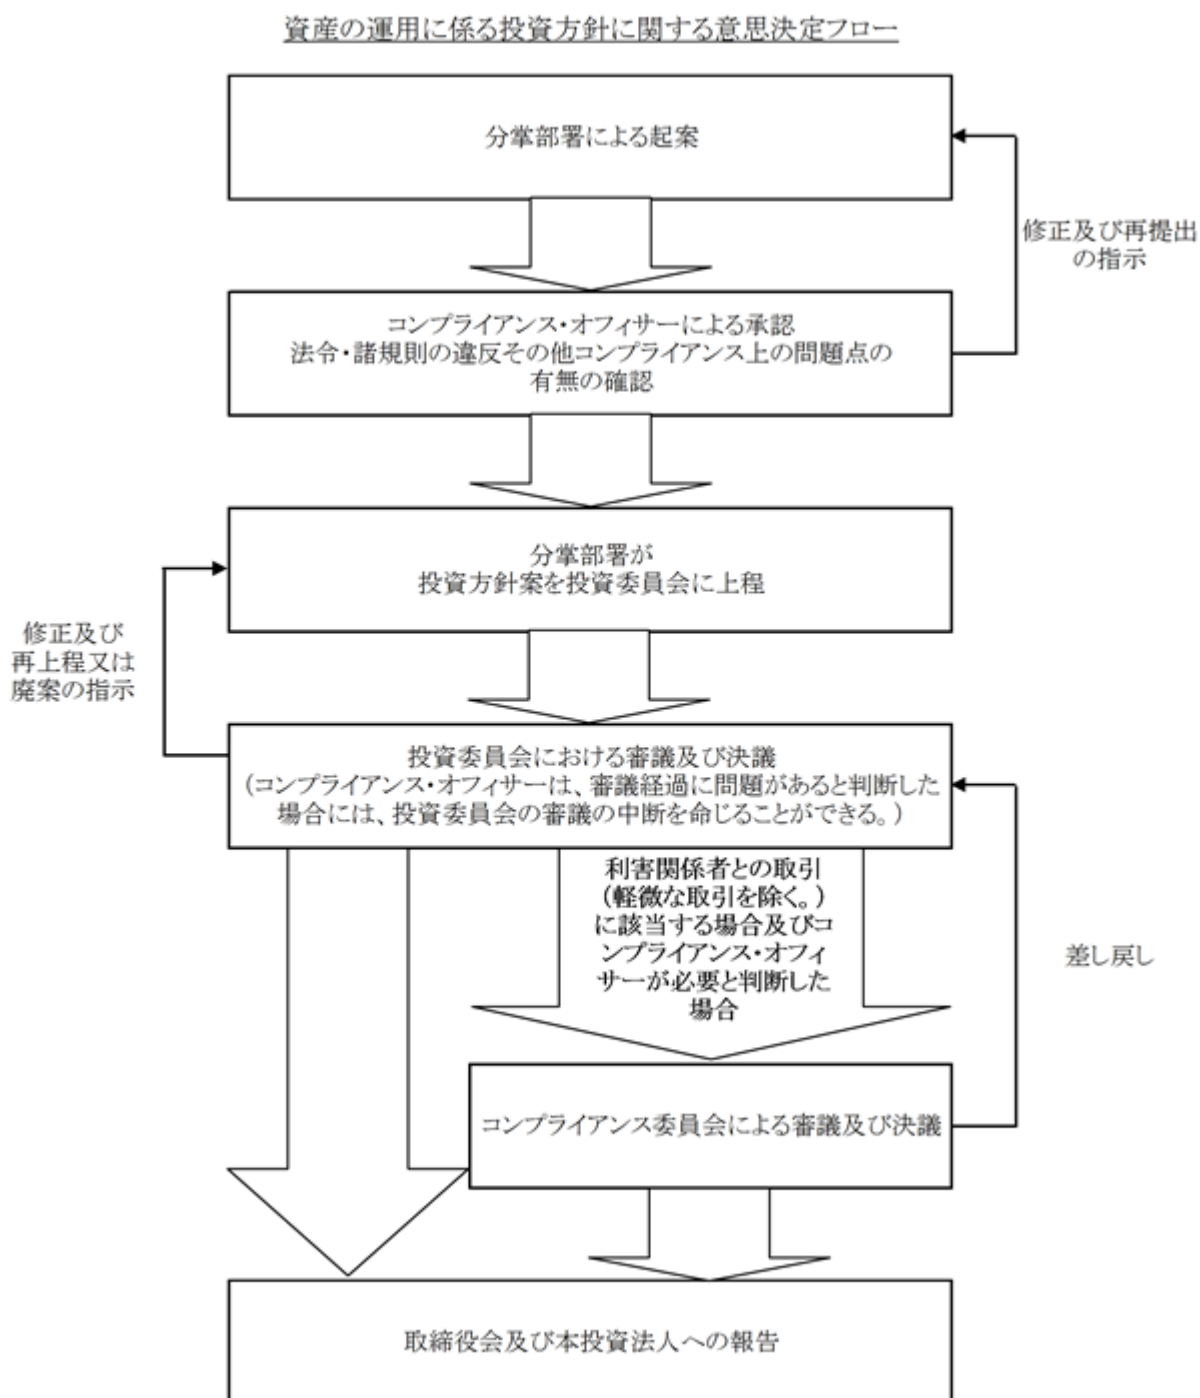 資産の運用に係る投資方針に関する意思決定フロー
分掌部署による起案
修正及び再提出
の指示
コンプライアンス・オフィサーによる承認
法令・諸規則の違反その他コンプライアンス上の問題点の
有無の確認
分掌部署が
投資方針案を投資委員会に上程
修正及び
再上程又は
廃案の指示
投資委員会における審議及び決議
(コンプライアンス・オフィサーは、審議経過に問題があると判断した
場合には、投資委員会の審議の中断を命じることができる。)
利害関係者との取引
(軽微な取引を除く。)
に該当する場合及びコ
ンプライアンス・オフィ
サーが必要と判断した
場合
差し戻し
コンプライアンス委員会による審議及び決議
取締役会及び本投資法人への報告